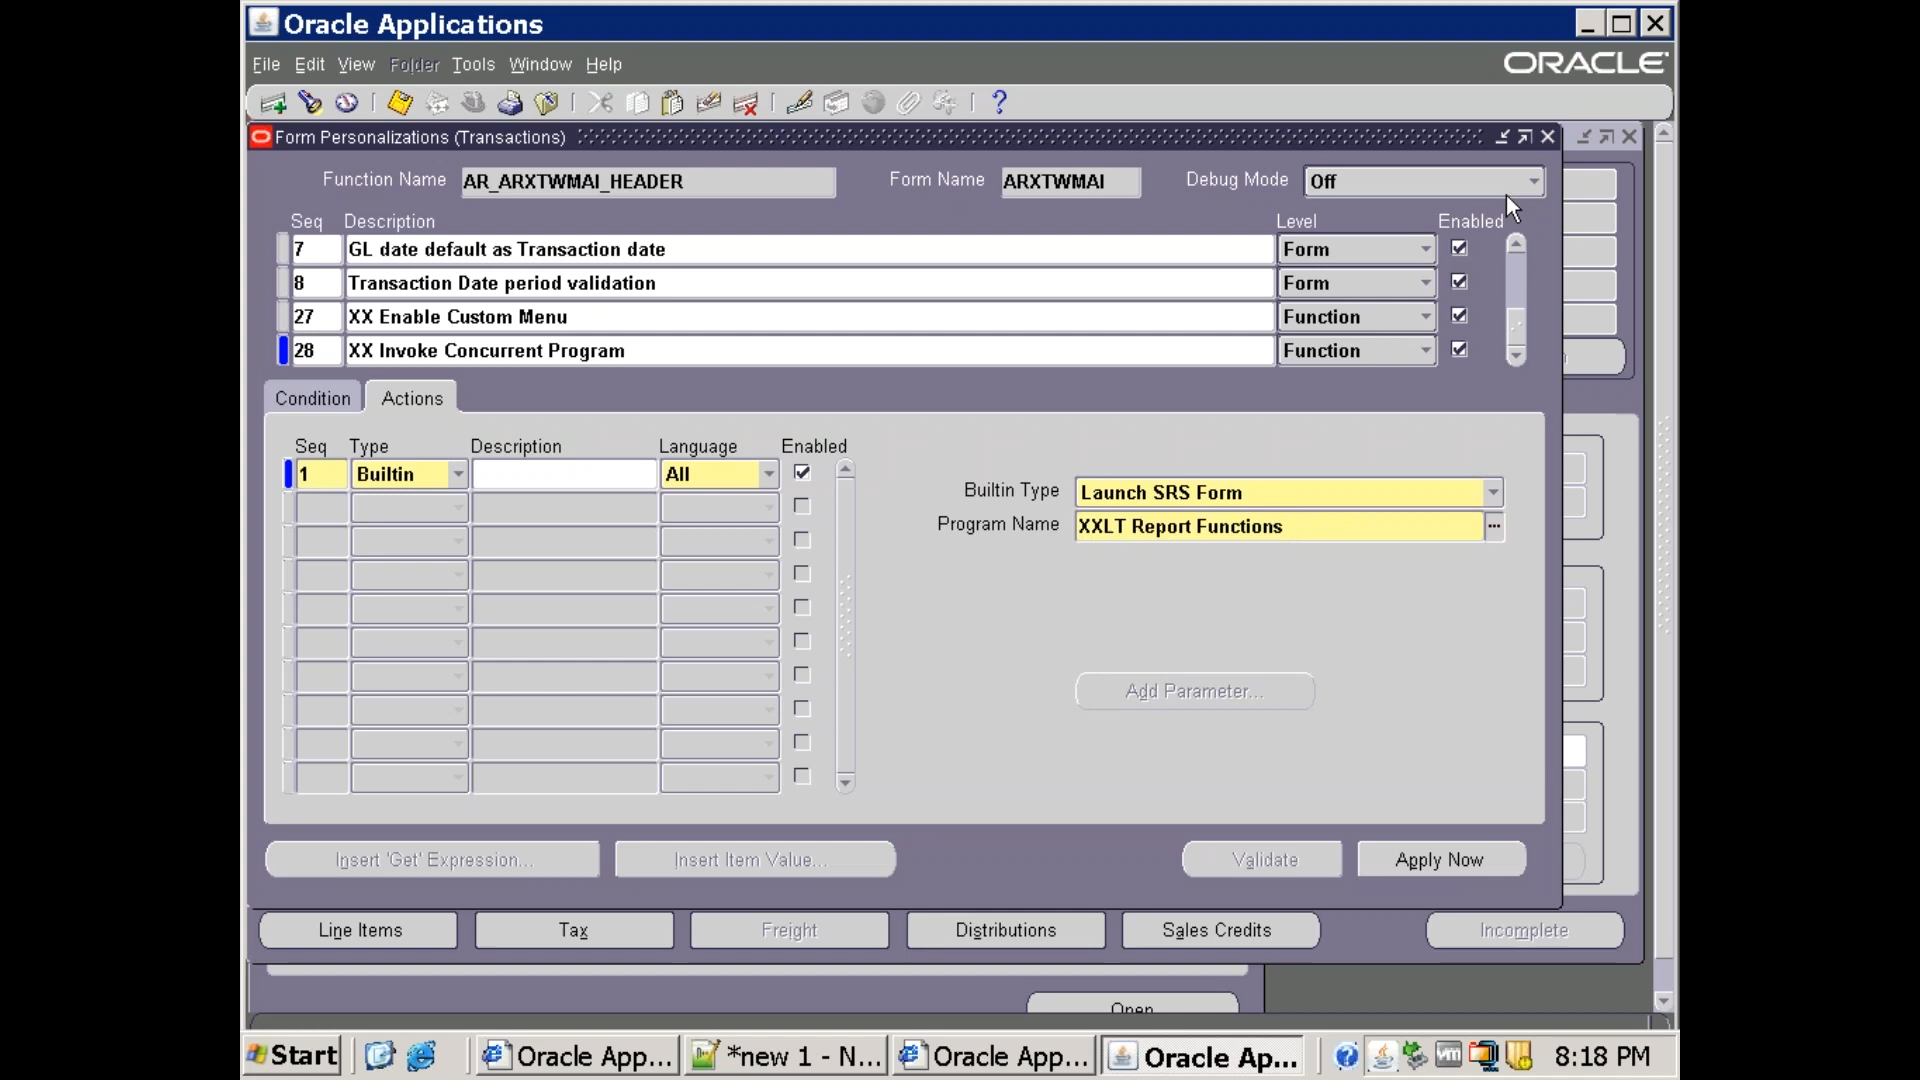 Oracle Applications
File Edit View Folder Tools Window Help
ORACLE
Form Personalizations (Transactions)
Function Name AR_ARXTWMAI_HEADER Form Name ARXTWMAI Debug Mode Off
Seq Description Level Enabled
7 GL date default as Transaction date Form
8 Transaction Date period validation Form
27 XX Enable Custom Menu Function
28 XX Invoke Concurrent Program Function
Condition Actions
Seq Type Description Language Enabled
1 Builtin All
Builtin Type Launch SRS Form
Program Name XXLT Report Functions
Add Parameter...
Insert 'Get' Expression... Insert Item Value... Validate Apply Now
Line Items Tax Freight Distributions Sales Credits Incomplete
Open
Start Oracle App... *new 1 - N... Oracle App... Oracle Ap... 8:18 PM